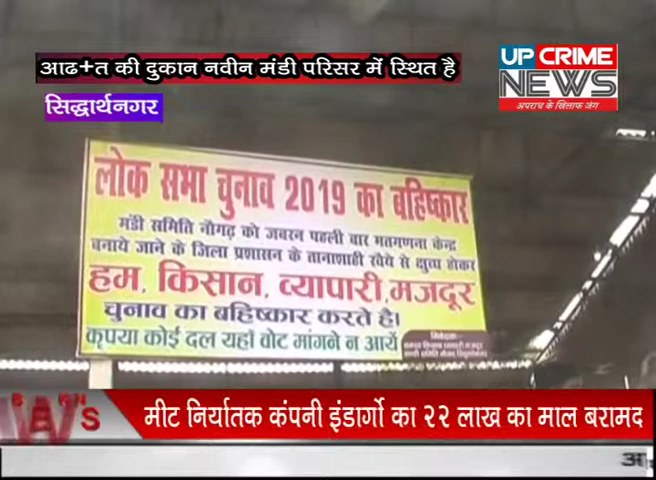 आढ+त की दुकान नवीन मंडी परिसर में स्थित है
UP CRIME
NEWS
अपराध के खिलाफ जंग
सिद्धार्थनगर
लोक सभा चुनाव 2019 का बहिष्कार
मंडी समिति नौगढ़ को जबरन पहली बार मतगणना केन्द्र
बनाये जाने के जिला प्रशासन के तानाशाही रवैये से क्षुब्ध होकर
हम, किसान, व्यापारी, मजदूर
चुनाव का बहिष्कार करते है।
कृपया कोई दल यहाँ वोट मांगने न आयें
मीट निर्यातक कंपनी इंडार्गो का २२ लाख का माल बरामद